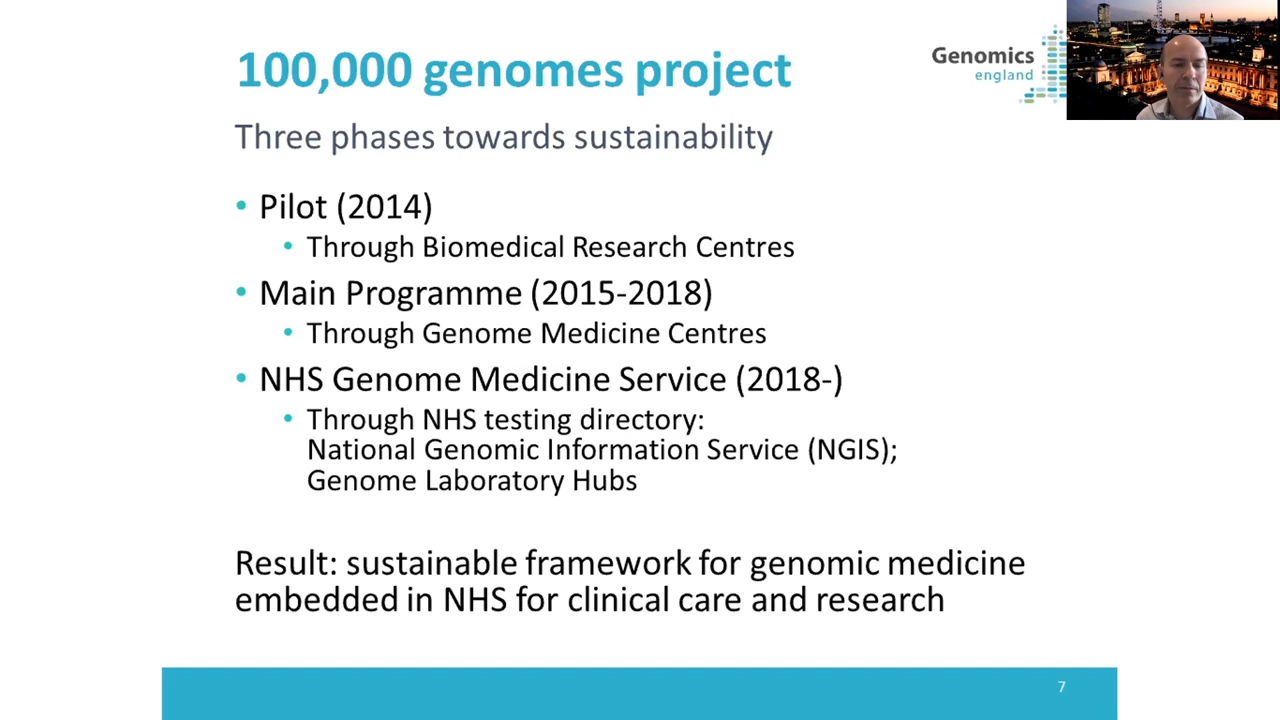 100,000 genomes project
Genomics
england
Three phases towards sustainability
• Pilot (2014)
• Through Biomedical Research Centres
• Main Programme (2015-2018)
• Through Genome Medicine Centres
• NHS Genome Medicine Service (2018-)
• Through NHS testing directory:
National Genomic Information Service (NGIS);
Genome Laboratory Hubs
Result: sustainable framework for genomic medicine
embedded in NHS for clinical care and research
7